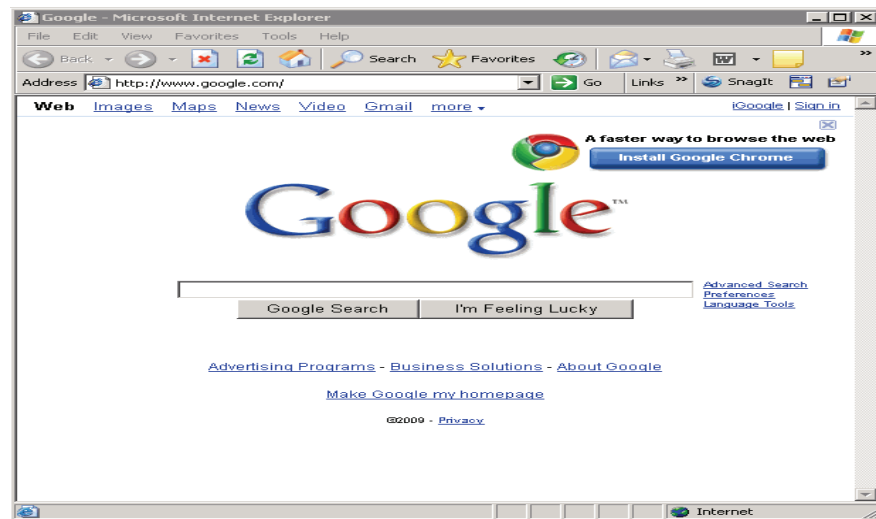 Google - Microsoft Internet Explorer
File Edit View Favorites Tools Help
Back Search Favorites
Address http://www.google.com/ Go Links » SnagIt
Web Images Maps News Video Gmail more iGoogle | Sign in
A faster way to browse the web
Install Google Chrome
Google™
Advanced Search
Preferences
Language Tools
Google Search I'm Feeling Lucky
Advertising Programs - Business Solutions - About Google
Make Google my homepage
©2009 - Privacy
Internet